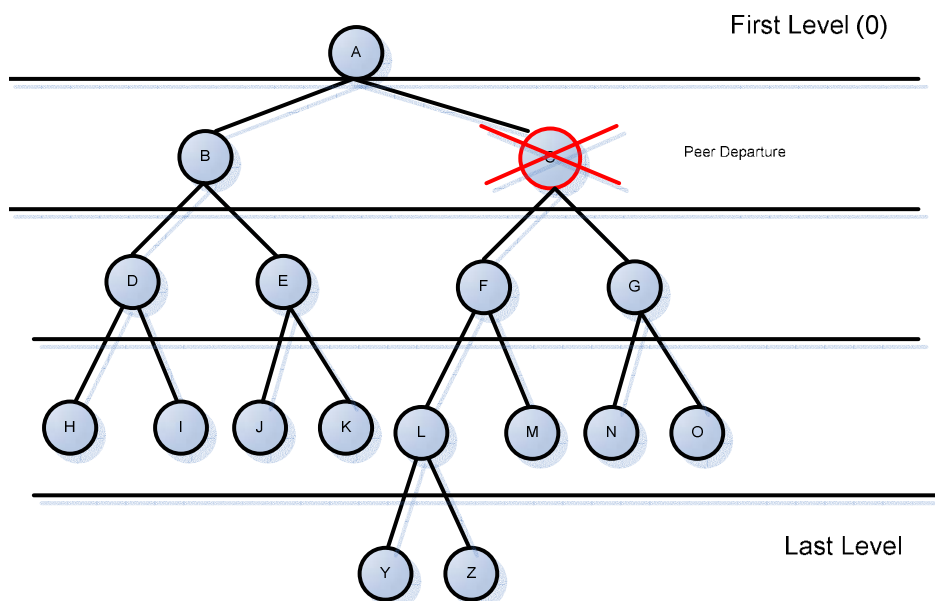 First Level (0)
A
B
C
Peer Departure
D
E
F
G
H
I
J
K
L
M
N
O
Y
Z
Last Level